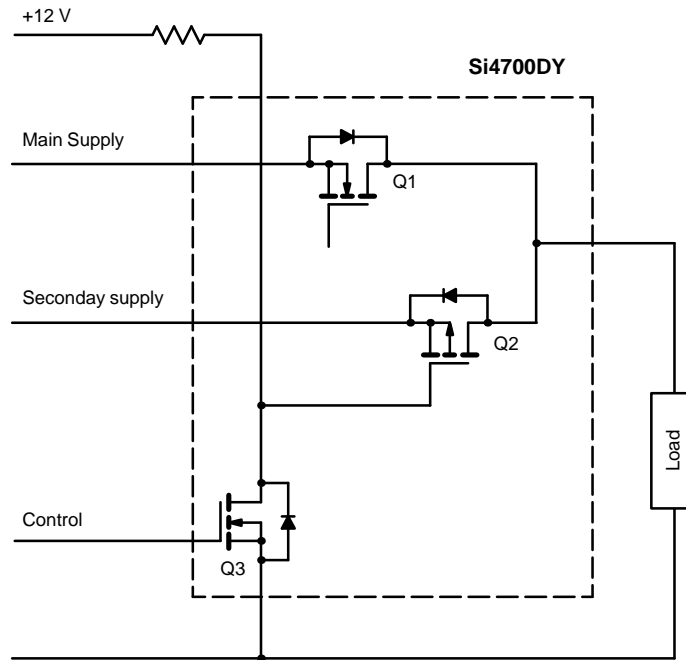 +12 V
Si4700DY
Main Supply
Q1
Seconday supply
Q2
Load
Control
Q3